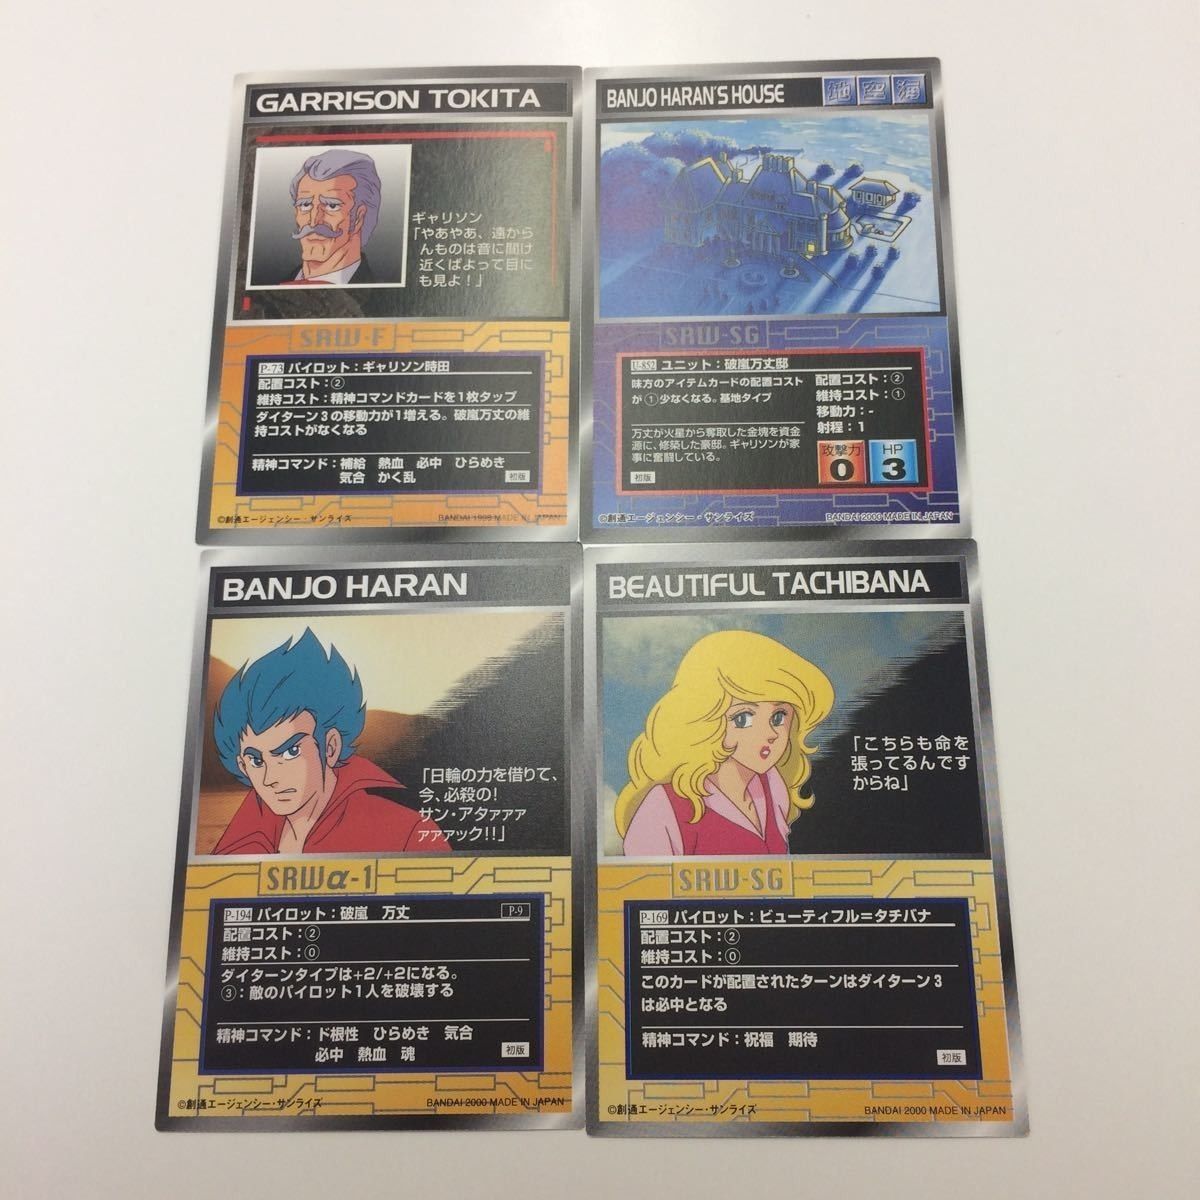 GARRISON TOKITA
ギャリソン
「やあやあ、遠から
んものは音に聞け
近くばよって目に
も見よ！」
SRW-F
P-73 パイロット：ギャリソン時田
配置コスト：②
維持コスト：精神コマンドカードを1枚タップ
ダイターン3の移動力が1増える。破嵐万丈の維
持コストがなくなる
精神コマンド：補給 熱血 必中 ひらめき
気合 かく乱
初版
©創通エージェンシー・サンライズ
BANDAI 1999 MADE IN JAPAN
BANJO HARAN'S HOUSE
地 空 海
SRW-SG
U-852 ユニット：破嵐万丈邸
味方のアイテムカードの配置コスト
が①少なくなる。基地タイプ
配置コスト：②
維持コスト：①
移動力：-
射程：1
万丈が火星から奪取した金塊を資金
源に、修築した豪邸。ギャリソンが家
事に奮闘している。
攻撃力
0
HP
3
初版
©創通エージェンシー・サンライズ
BANDAI 2000 MADE IN JAPAN
BANJO HARAN
「日輪の力を借りて、
今、必殺の！
サン・アタァァァ
ァァァック！！」
SRWα-1
P-194 パイロット：破嵐 万丈
P-9
配置コスト：②
維持コスト：⓪
ダイターンタイプは+2/+2になる。
③：敵のパイロット1人を破壊する
精神コマンド：ド根性 ひらめき 気合
必中 熱血 魂
初版
©創通エージェンシー・サンライズ
BANDAI 2000 MADE IN JAPAN
BEAUTIFUL TACHIBANA
「こちらも命を
張ってるんです
からね」
SRW-SG
P-169 パイロット：ビューティフル＝タチバナ
配置コスト：②
維持コスト：⓪
このカードが配置されたターンはダイターン3
は必中となる
精神コマンド：祝福 期待
初版
©創通エージェンシー・サンライズ
BANDAI 2000 MADE IN JAPAN